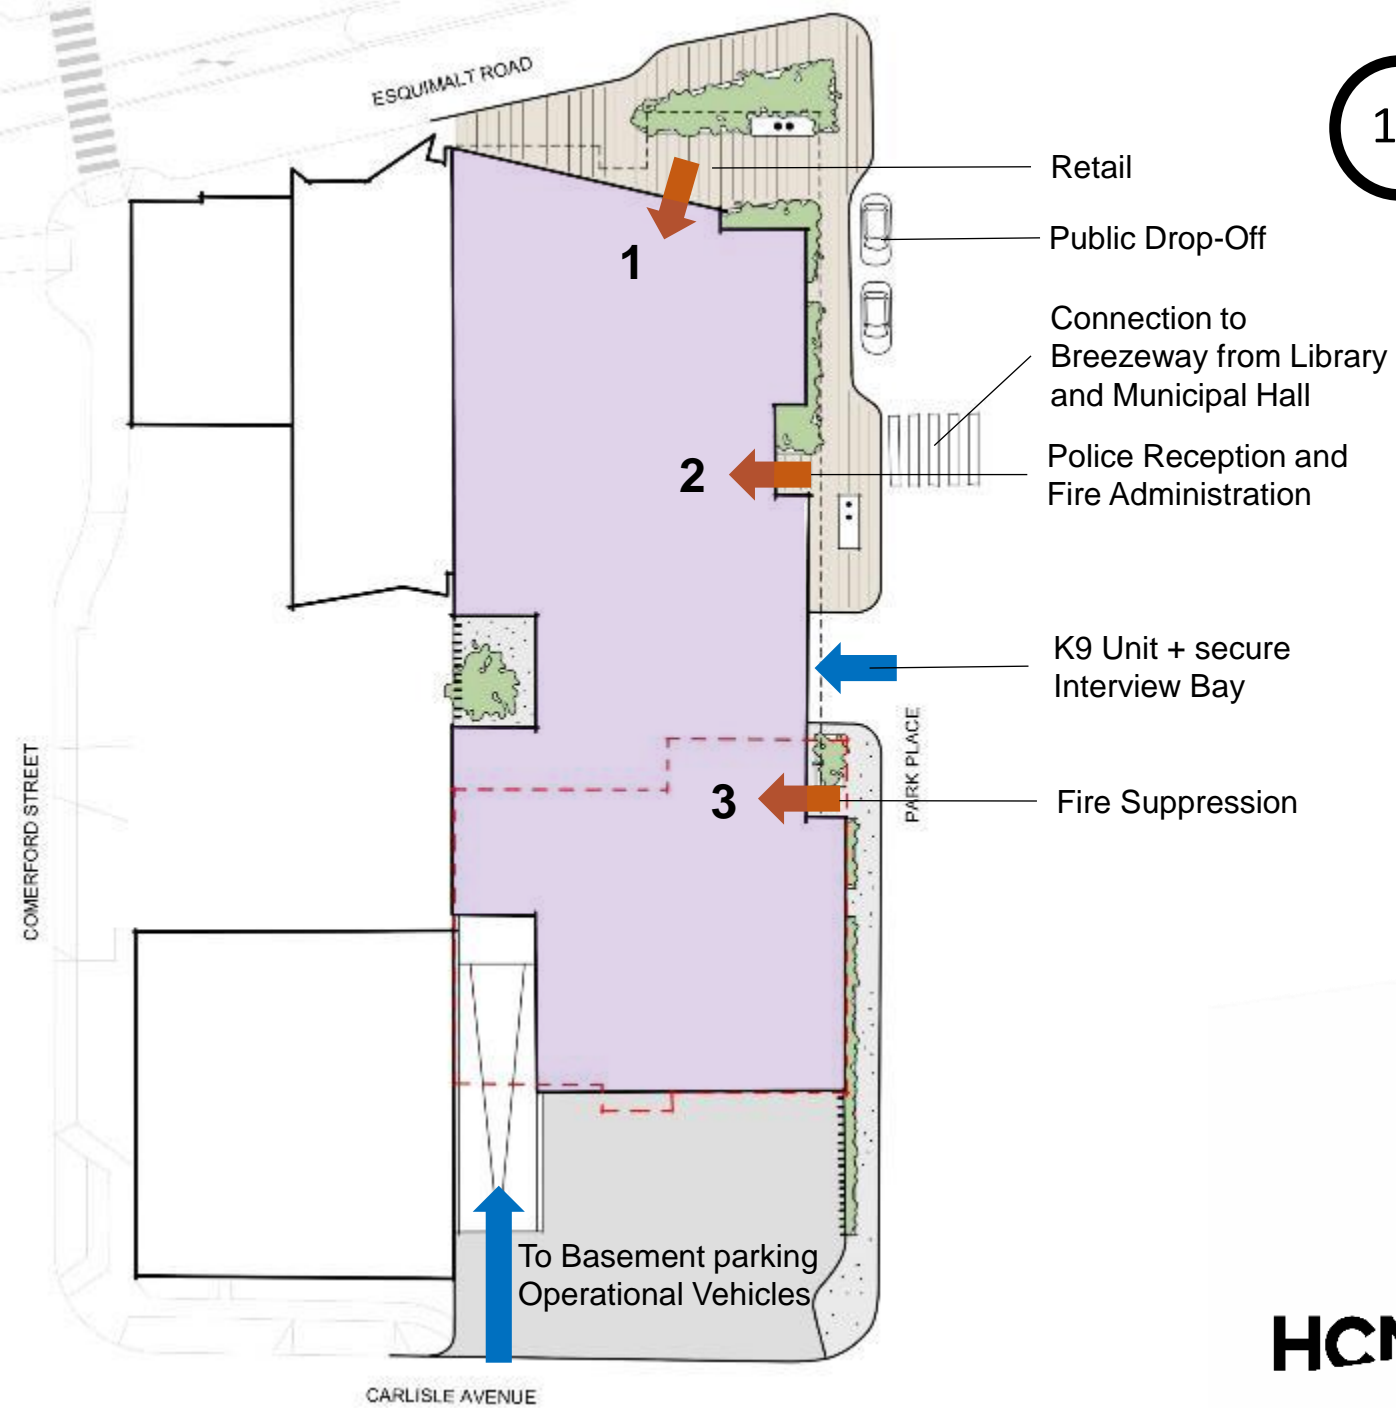 ESQUIMALT ROAD
1
Retail
Public Drop-Off
1
Connection to
Breezeway from Library
and Municipal Hall
2
Police Reception and
Fire Administration
K9 Unit + secure
Interview Bay
PARK PLACE
3
Fire Suppression
COMERFORD STREET
To Basement parking
Operational Vehicles
HCM
CARLISLE AVENUE